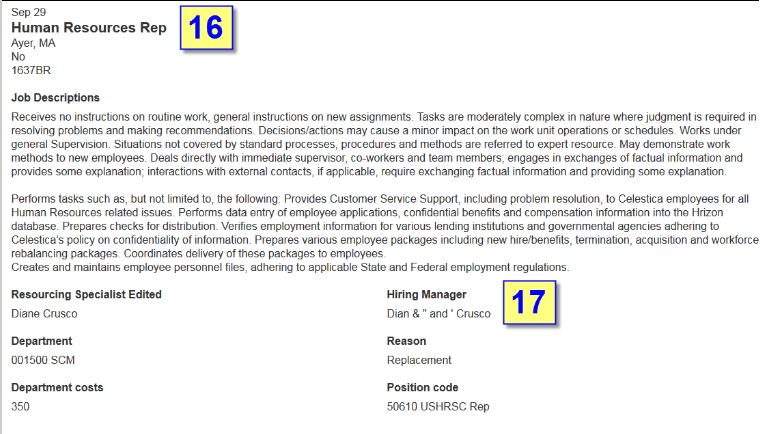 Sep 29
Human Resources Rep
16
Ayer, MA
No
1637BR
Job Descriptions
Receives no instructions on routine work, general instructions on new assignments. Tasks are moderately complex in nature where judgment is required in
resolving problems and making recommendations. Decisions/actions may cause a minor impact on the work unit operations or schedules. Works under
general Supervision. Situations not covered by standard processes, procedures and methods are referred to expert resource. May demonstrate work
methods to new employees. Deals directly with immediate supervisor, co-workers and team members; engages in exchanges of factual information and
provides some explanation; interactions with external contacts, if applicable, require exchanging factual information and providing some explanation.
Performs tasks such as, but not limited to, the following: Provides Customer Service Support, including problem resolution, to Celestica employees for all
Human Resources related issues. Performs data entry of employee applications, confidential benefits and compensation information into the Hrizon
database. Prepares checks for distribution. Verifies employment information for various lending institutions and governmental agencies adhering to
Celestica's policy on confidentiality of information. Prepares various employee packages including new hire/benefits, termination, acquisition and workforce
rebalancing packages. Coordinates delivery of these packages to employees.
Creates and maintains employee personnel files, adhering to applicable State and Federal employment regulations.
Resourcing Specialist Edited
Diane Crusco
Hiring Manager
Dian & " and ' Crusco
17
Department
001500 SCM
Reason
Replacement
Department costs
350
Position code
50610 USHRSC Rep